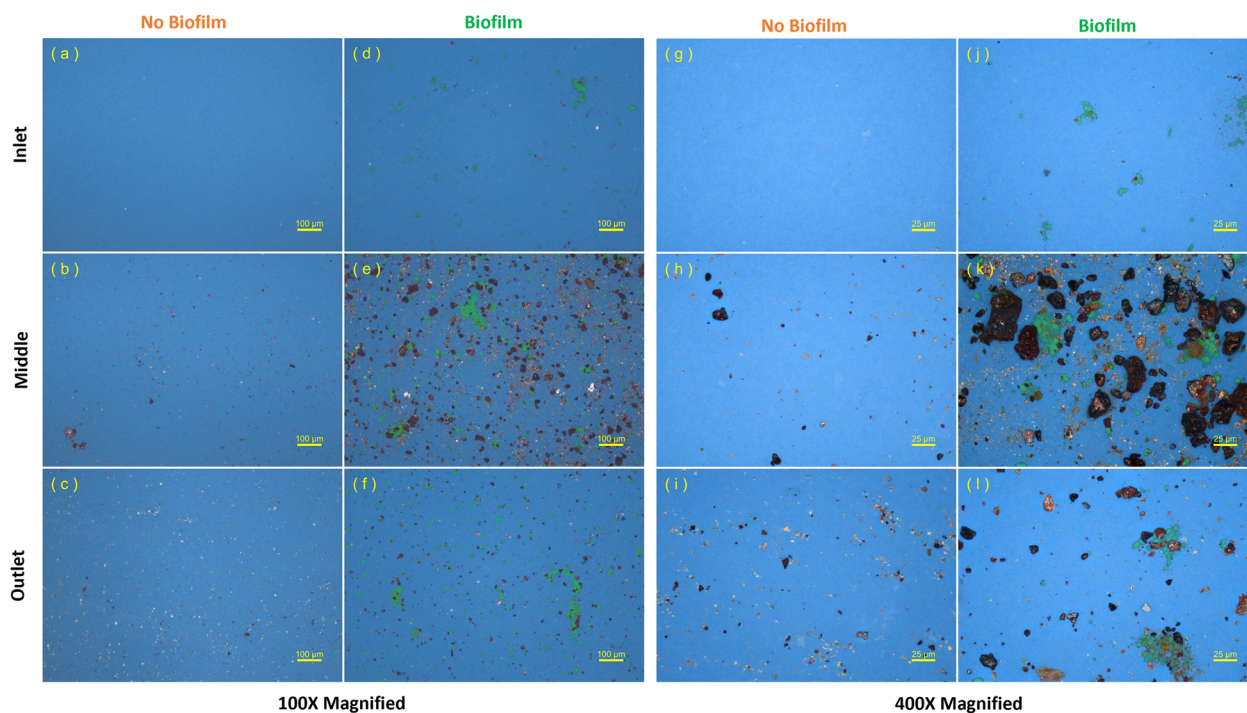 No Biofilm
Biofilm
No Biofilm
Biofilm
Inlet
( a )
100 µm
( d )
100 µm
( g )
25 µm
( j )
25 µm
Middle
( b )
100 µm
( e )
100 µm
( h )
25 µm
( k )
25 µm
Outlet
( c )
100 µm
( f )
100 µm
( i )
25 µm
( l )
25 µm
100X Magnified
400X Magnified